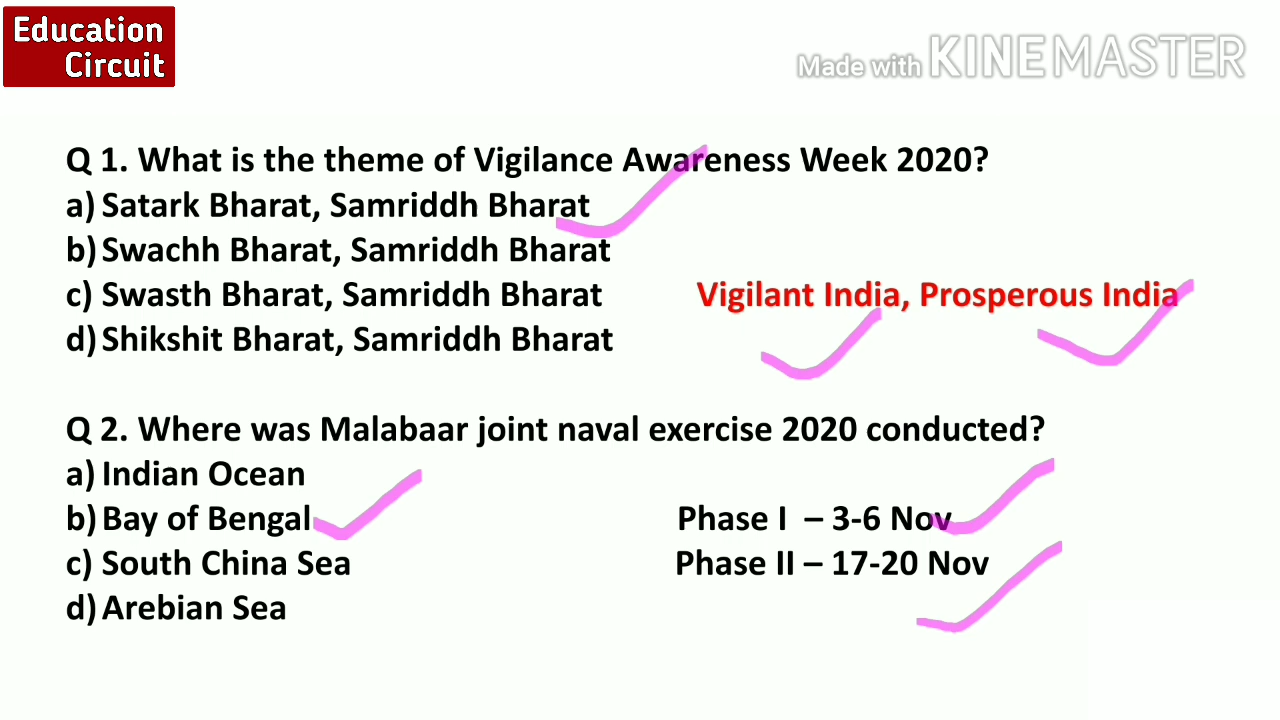 Education
Circuit
Made with KINEMASTER
Q 1. What is the theme of Vigilance Awareness Week 2020?
a) Satark Bharat, Samriddh Bharat
b) Swachh Bharat, Samriddh Bharat
c) Swasth Bharat, Samriddh Bharat
Vigilant India, Prosperous India
d) Shikshit Bharat, Samriddh Bharat
Q 2. Where was Malabaar joint naval exercise 2020 conducted?
a) Indian Ocean
b) Bay of Bengal
Phase I – 3-6 Nov
c) South China Sea
Phase II – 17-20 Nov
d) Arebian Sea